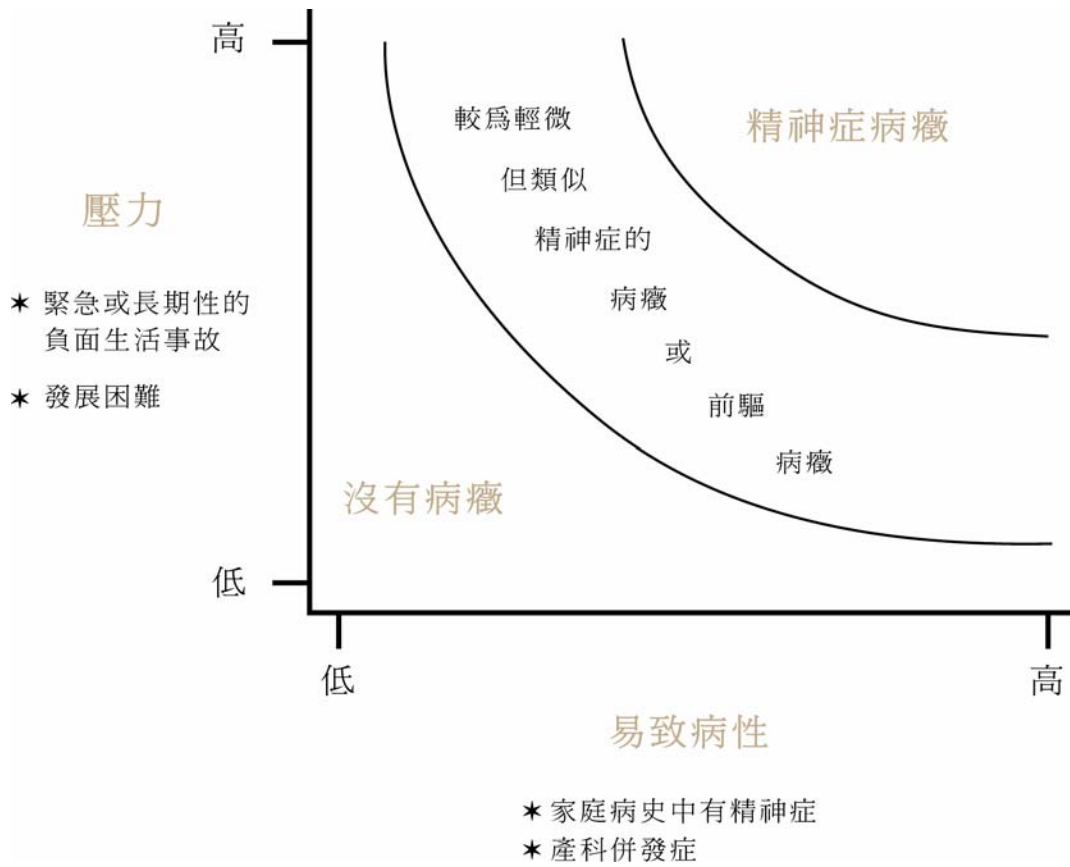 高
較爲輕微
精神症病癥
但類似
壓力
精神症的
✶ 緊急或長期性的
負面生活事故
病癥
或
✶ 發展困難
前驅
病癥
沒有病癥
低
低
高
易致病性
✶ 家庭病史中有精神症
✶ 產科併發症